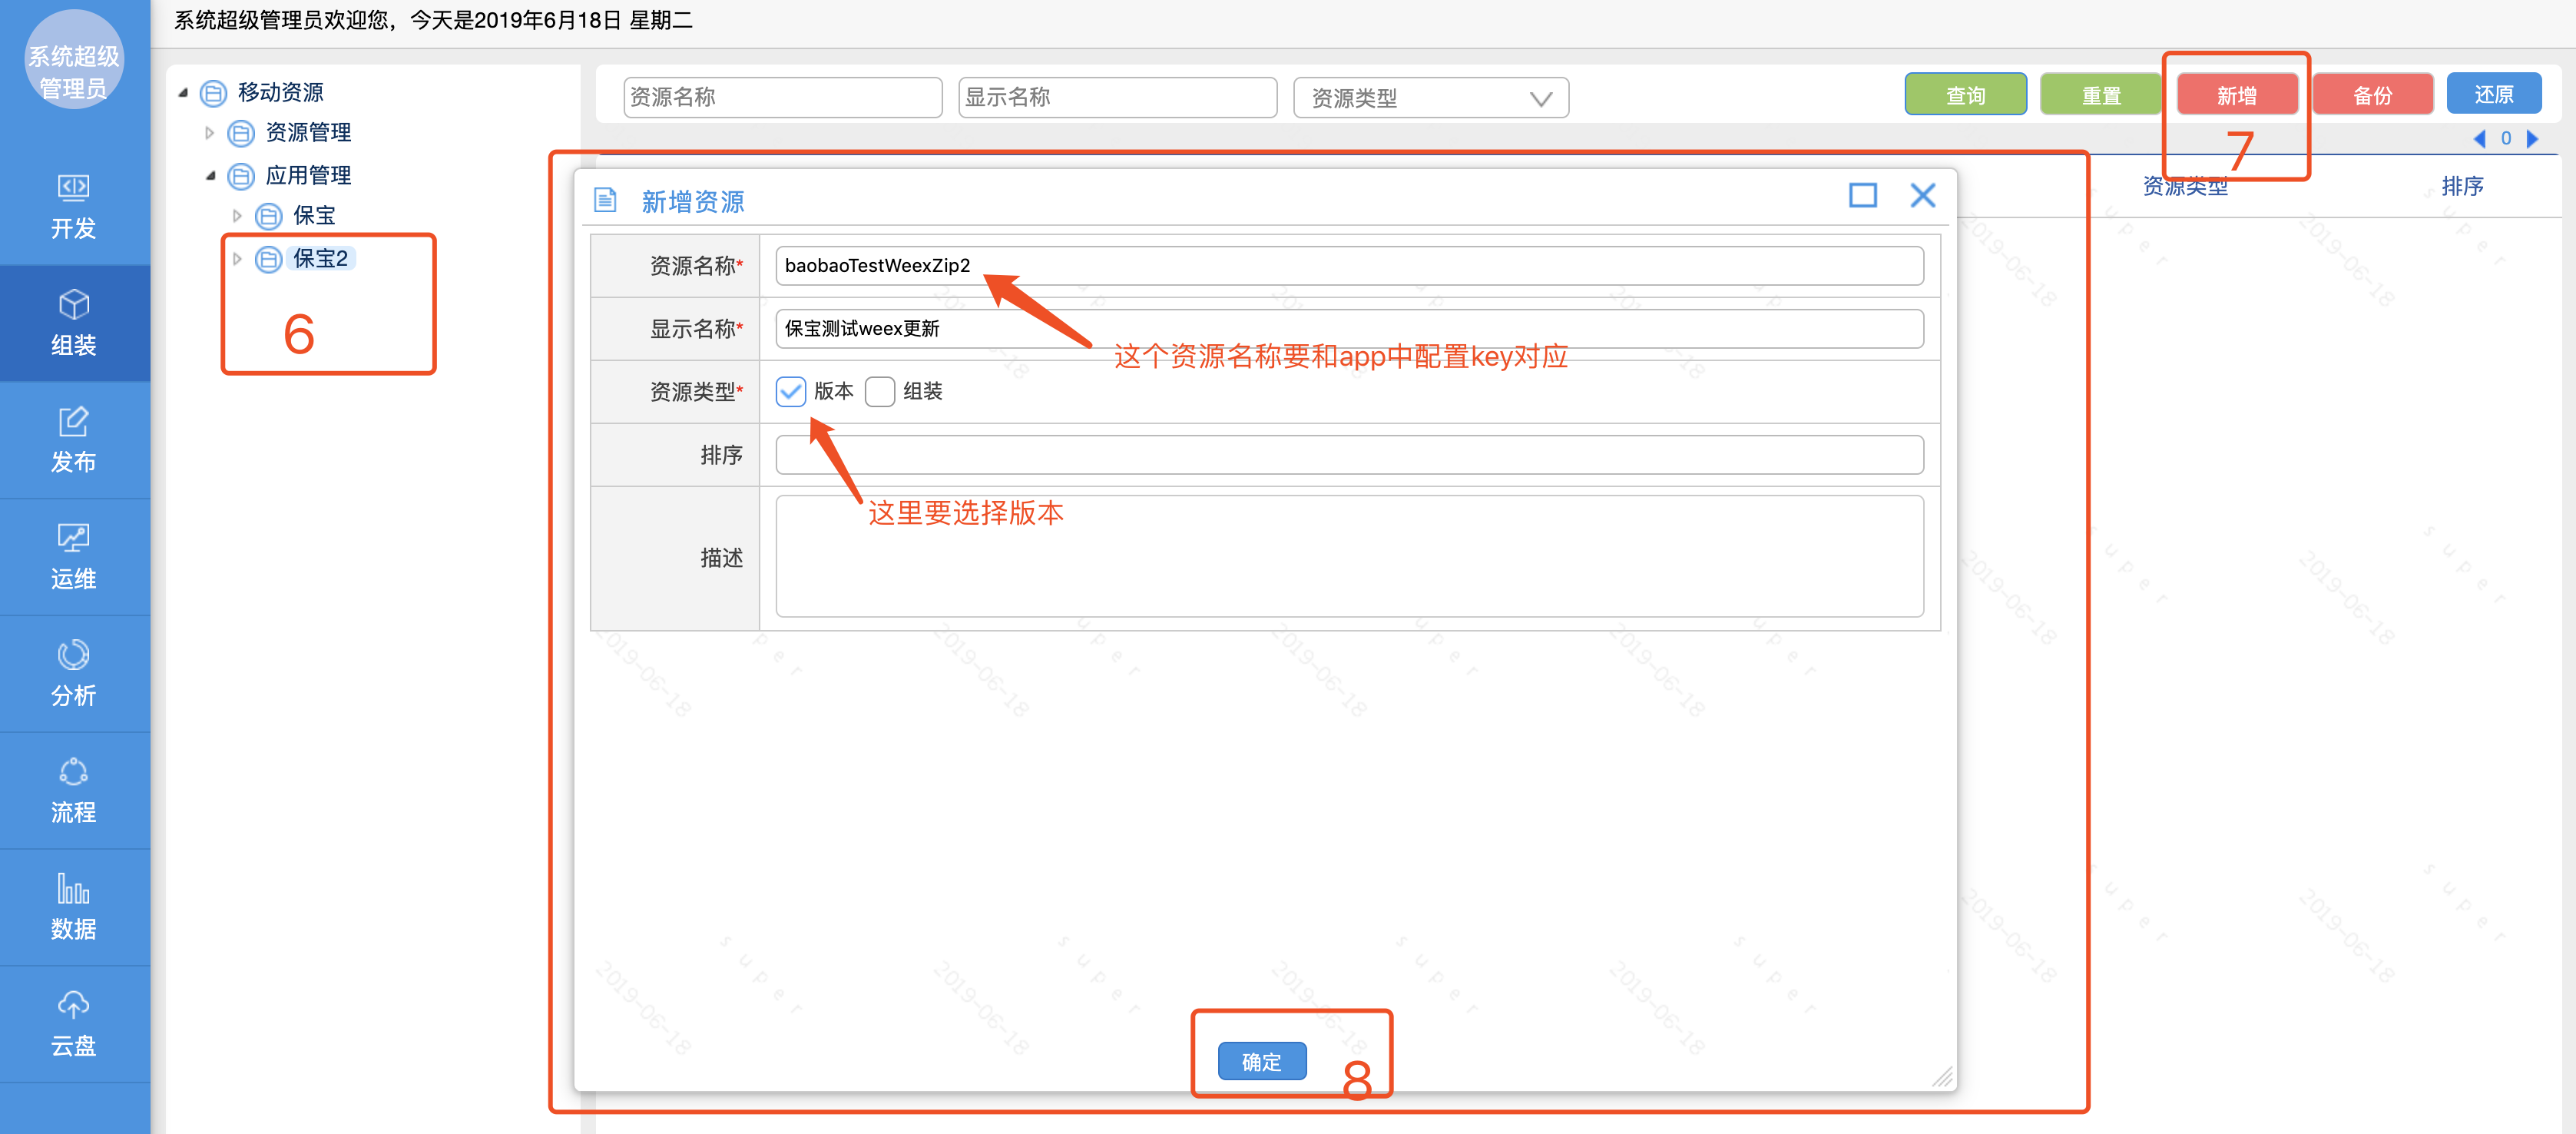 系统超级管理员欢迎您，今天是2019年6月18日 星期二
系统超级
管理员
开发
组装
发布
运维
分析
流程
数据
云盘
移动资源
资源管理
应用管理
保宝
保宝2
6
资源名称
显示名称
资源类型
查询
重置
新增
备份
还原
7
0
资源类型
排序
新增资源
资源名称*
baobaoTestWeexZip2
显示名称*
保宝测试weex更新
这个资源名称要和app中配置key对应
资源类型*
版本
组装
排序
这里要选择版本
描述
确定
8
super
2019-06-18